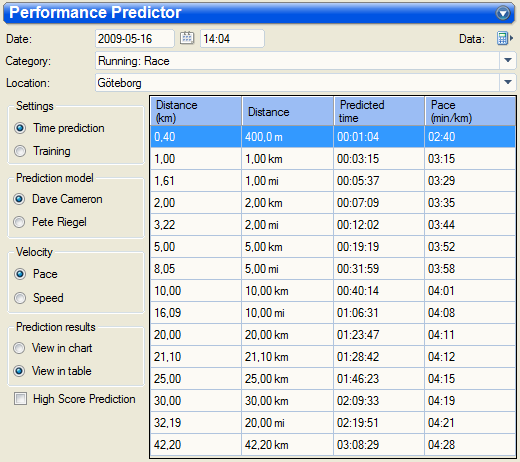 Performance Predictor
Date: 2009-05-16 14:04 Data:
Category: Running: Race
Location: Göteborg
Settings
Time prediction
Training
Prediction model
Dave Cameron
Pete Riegel
Velocity
Pace
Speed
Prediction results
View in chart
View in table
High Score Prediction
Distance (km) Distance Predicted time Pace (min/km)
0,40 400,0 m 00:01:04 02:40
1,00 1,00 km 00:03:15 03:15
1,61 1,00 mi 00:05:37 03:29
2,00 2,00 km 00:07:09 03:35
3,22 2,00 mi 00:12:02 03:44
5,00 5,00 km 00:19:19 03:52
8,05 5,00 mi 00:31:59 03:58
10,00 10,00 km 00:40:14 04:01
16,09 10,00 mi 01:06:31 04:08
20,00 20,00 km 01:23:47 04:11
21,10 21,10 km 01:28:42 04:12
25,00 25,00 km 01:46:23 04:15
30,00 30,00 km 02:09:33 04:19
32,19 20,00 mi 02:19:51 04:21
42,20 42,20 km 03:08:29 04:28